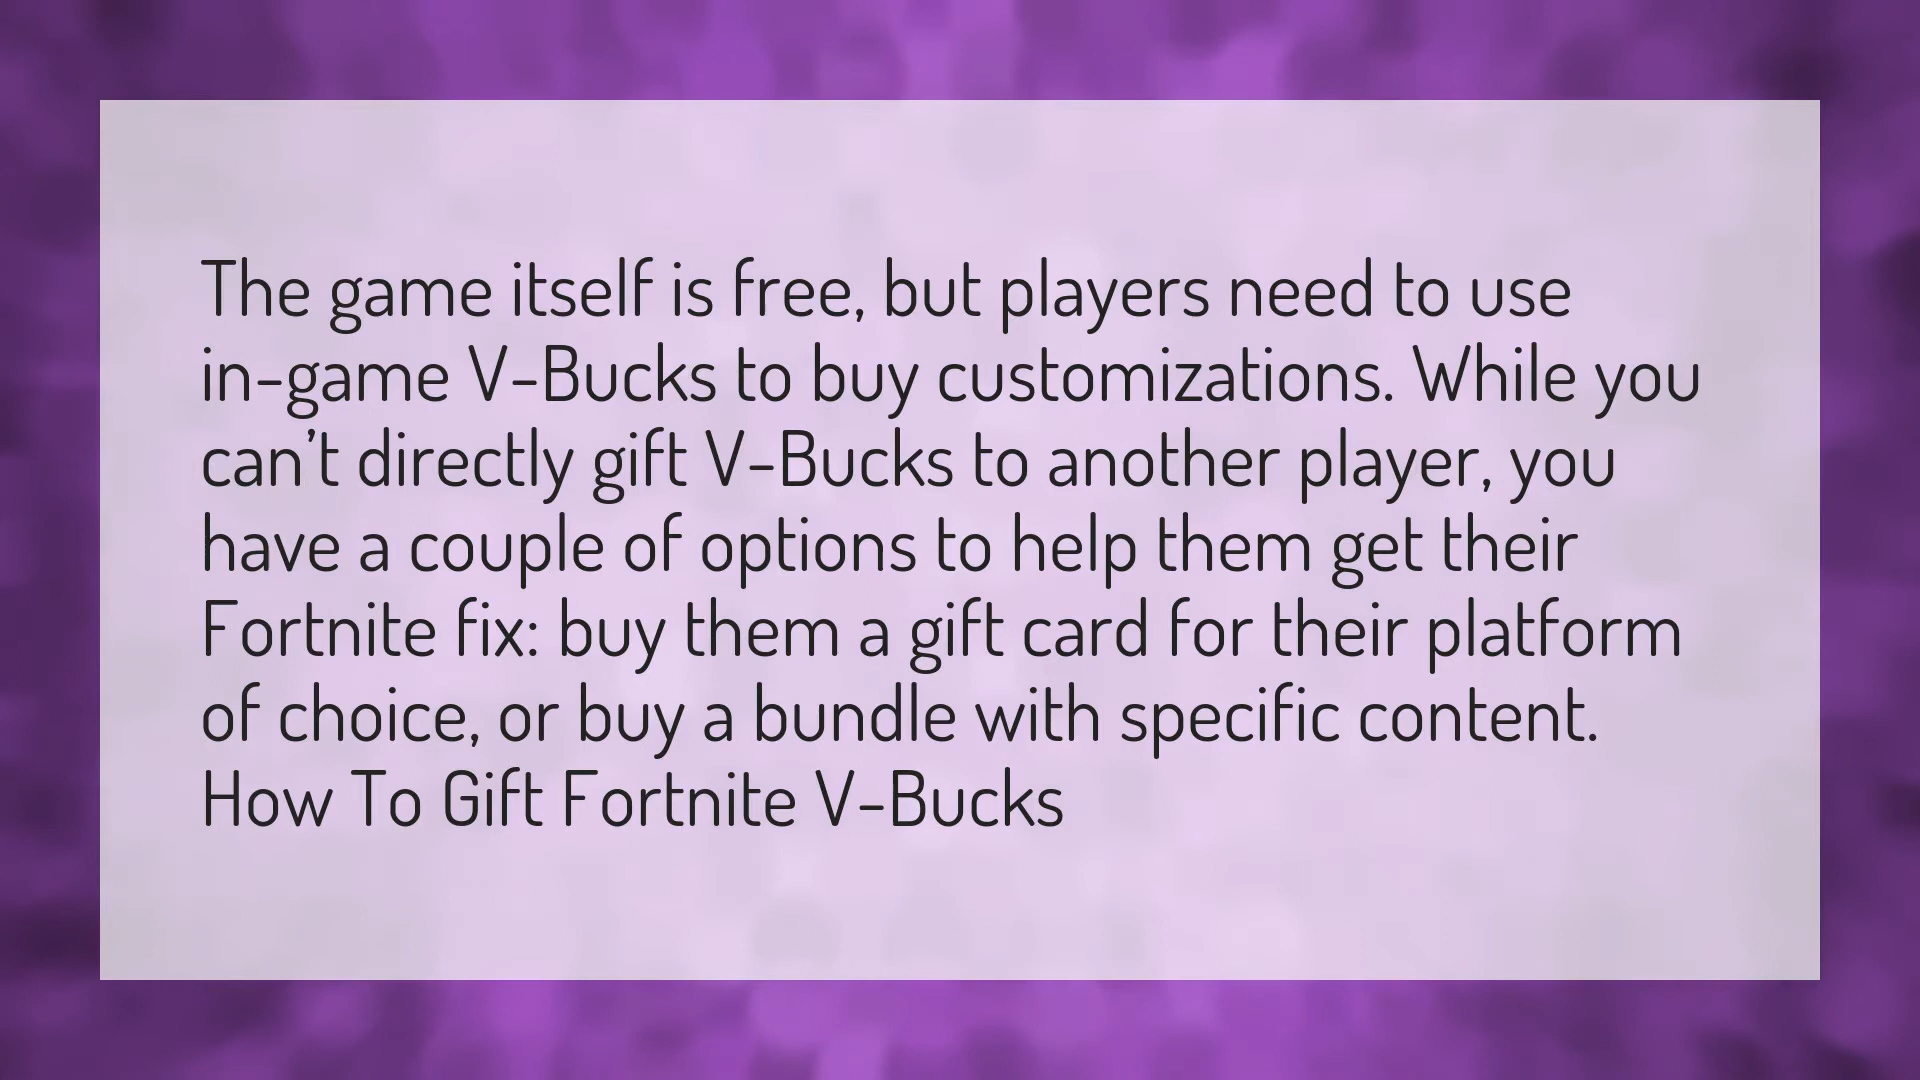 The game itself is free, but players need to use
in-game V-Bucks to buy customizations. While you
can't directly gift V-Bucks to another player, you
have a couple of options to help them get their
Fortnite fix: buy them a gift card for their platform
of choice, or buy a bundle with specific content.
How To Gift Fortnite V-Bucks